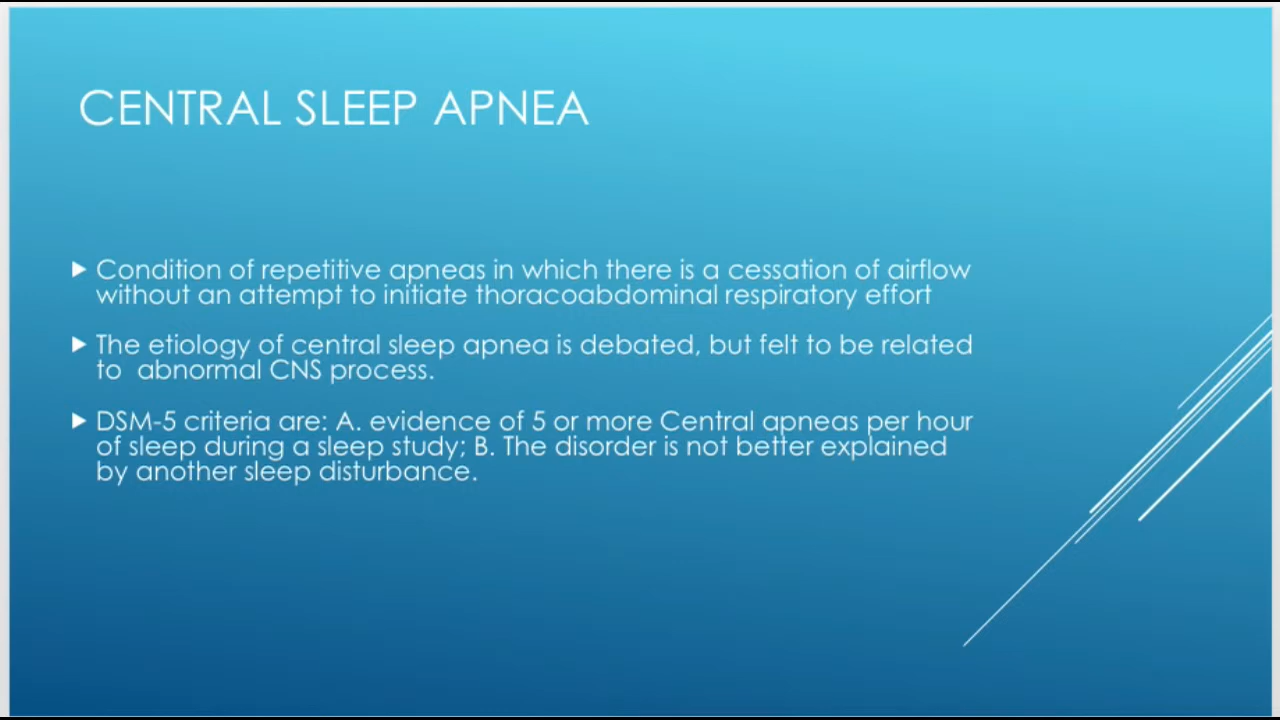 CENTRAL SLEEP APNEA
Condition of repetitive apneas in which there is a cessation of airflow
without an attempt to initiate thoracoabdominal respiratory effort
The etiology of central sleep apnea is debated, but felt to be related
to  abnormal CNS process.
DSM-5 criteria are: A. evidence of 5 or more Central apneas per hour
of sleep during a sleep study; B. The disorder is not better explained
by another sleep disturbance.